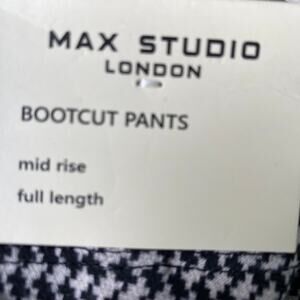 MAX STUDIO
LONDON
BOOTCUT PANTS
mid rise
full length